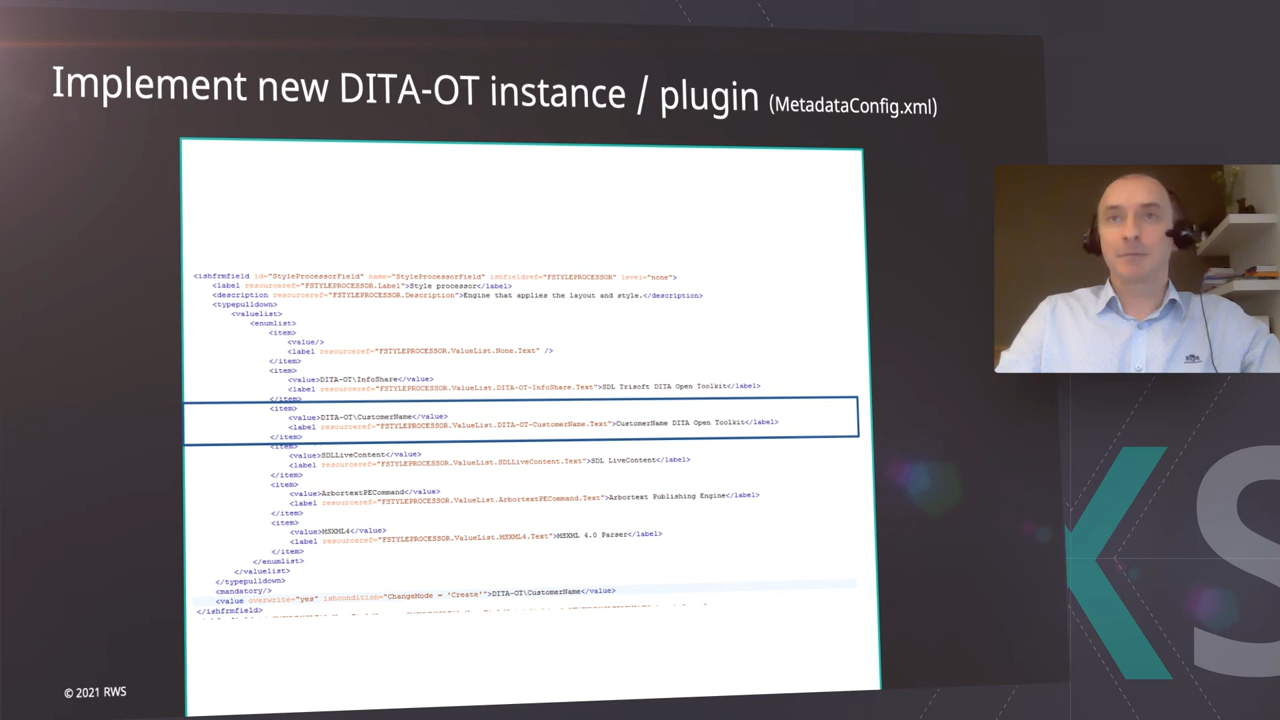 Implement new DITA-OT instance / plugin (MetadataConfig.xml)
<ishfrmfield id="StyleProcessorField" name="StyleProcessorField" ishfieldref="FSTYLEPROCESSOR" level="none">
<label resourceref="FSTYLEPROCESSOR.Label">Style processor</label>
<description resourceref="FSTYLEPROCESSOR.Description">Engine that applies the layout and style.</description>
<typepulldown>
<valuelist>
<enumlist>
<item>
<value/>
<label resourceref="FSTYLEPROCESSOR.ValueList.None.Text" />
</item>
<item>
<value>DITA-OT\InfoShare</value>
<label resourceref="FSTYLEPROCESSOR.ValueList.DITA-OT-InfoShare.Text">SDL Trisoft DITA Open Toolkit</label>
</item>
<item>
<value>DITA-OT\CustomerName</value>
<label resourceref="FSTYLEPROCESSOR.ValueList.DITA-OT-CustomerName.Text">CustomerName DITA Open Toolkit</label>
</item>
<item>
<value>SDLLiveContent</value>
<label resourceref="FSTYLEPROCESSOR.ValueList.SDLLiveContent.Text">SDL LiveContent</label>
</item>
<item>
<value>ArbortextPECommand</value>
<label resourceref="FSTYLEPROCESSOR.ValueList.ArbortextPECommand.Text">Arbortext Publishing Engine</label>
</item>
<item>
<value>MSXML4</value>
<label resourceref="FSTYLEPROCESSOR.ValueList.MSXML4.Text">MSXML 4.0 Parser</label>
</item>
</enumlist>
</valuelist>
</typepulldown>
<mandatory/>
<value overwrite="yes" ishcondition="ChangeMode = 'Create'">DITA-OT\CustomerName</value>
</ishfrmfield>
© 2021 RWS